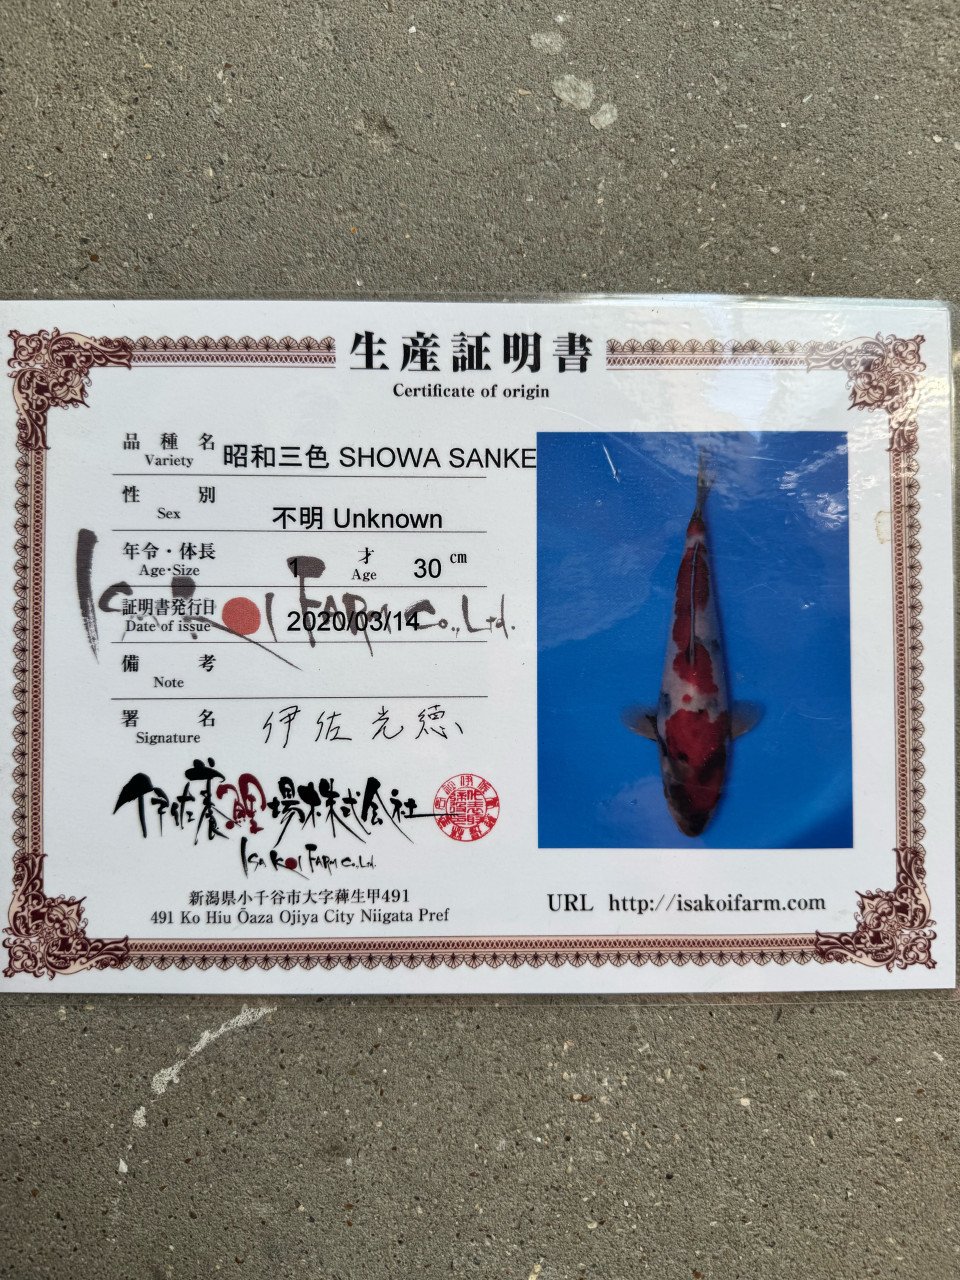 生産証明書
Certificate of origin
品種名 昭和三色 SHOWA SANKE
Variety
性別 不明 Unknown
Sex
年令・体長 1 才 30 cm
Age・Size Age
証明書発行日 2020/03/14
Date of issue
ISA KOI FARM Co.,Ltd.
備考
Note
署名 伊佐光徳
Signature
伊佐養鯉場株式会社
ISA KOI FARM Co.,Ltd.
新潟県小千谷市大字薭生甲491
491 Ko Hiu Ōaza Ojiya City Niigata Pref
URL http://isakoifarm.com